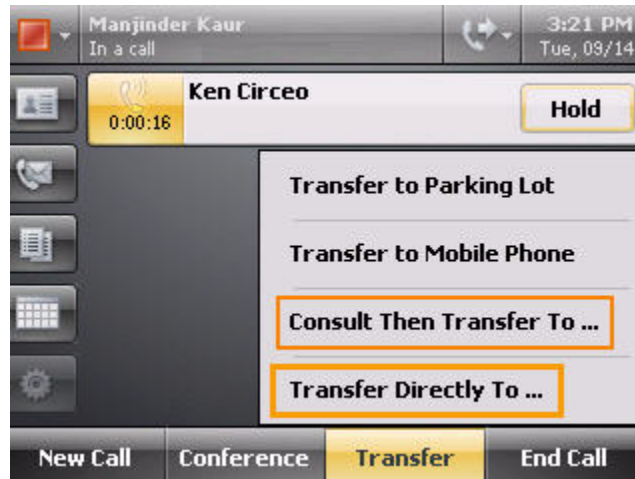 Manjinder Kaur
In a call
3:21 PM
Tue, 09/14
Ken Circeo
0:00:16
Hold
Transfer to Parking Lot
Transfer to Mobile Phone
Consult Then Transfer To ...
Transfer Directly To ...
New Call
Conference
Transfer
End Call